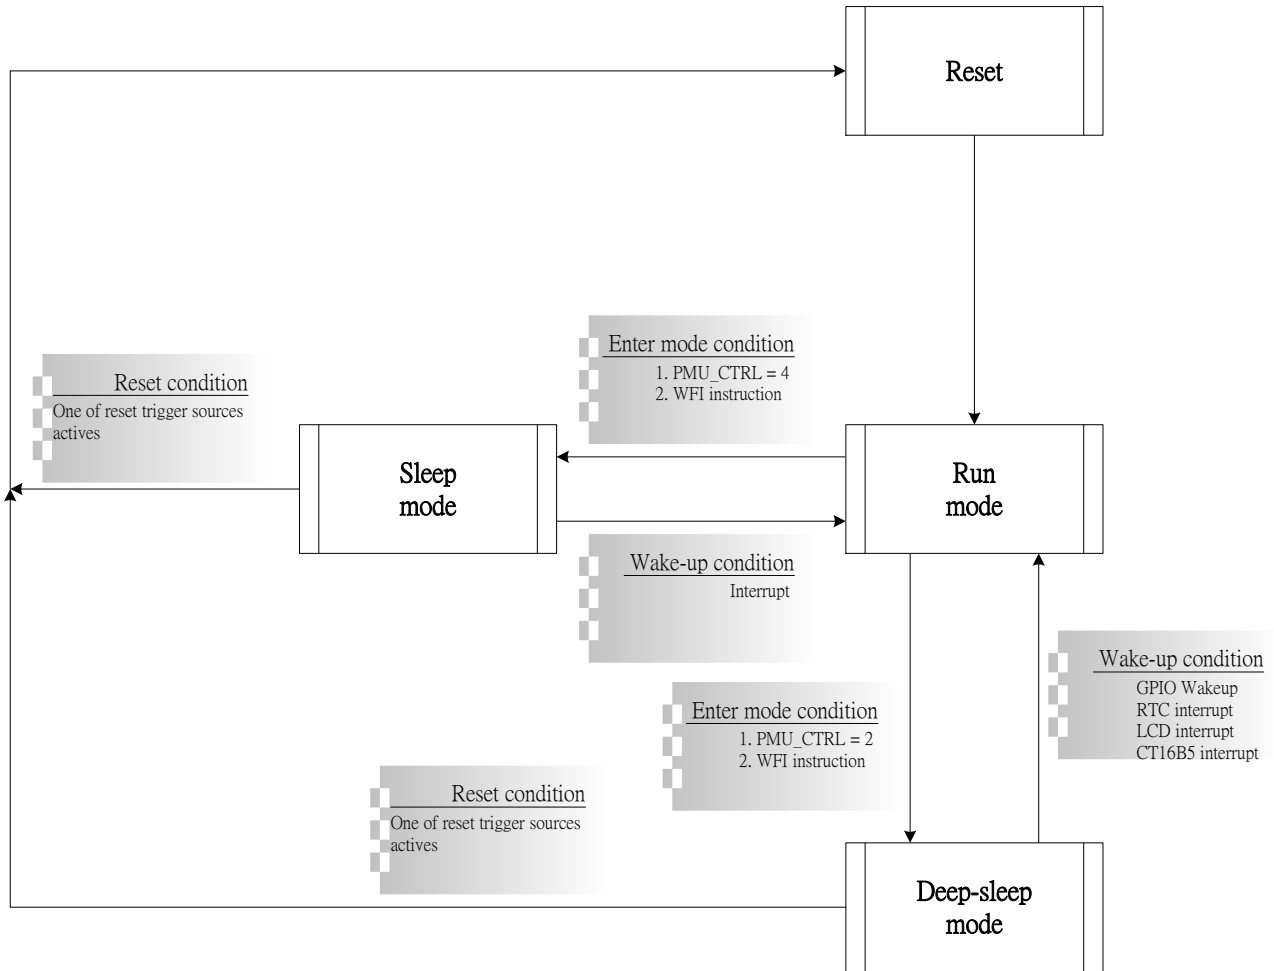 Reset
Enter mode condition
1. PMU_CTRL = 4
2. WFI instruction
Reset condition
One of reset trigger sources
actives
Sleep
mode
Run
mode
Wake-up condition
Interrupt
Wake-up condition
GPIO Wakeup
RTC interrupt
LCD interrupt
CT16B5 interrupt
Enter mode condition
1. PMU_CTRL = 2
2. WFI instruction
Reset condition
One of reset trigger sources
actives
Deep-sleep
mode